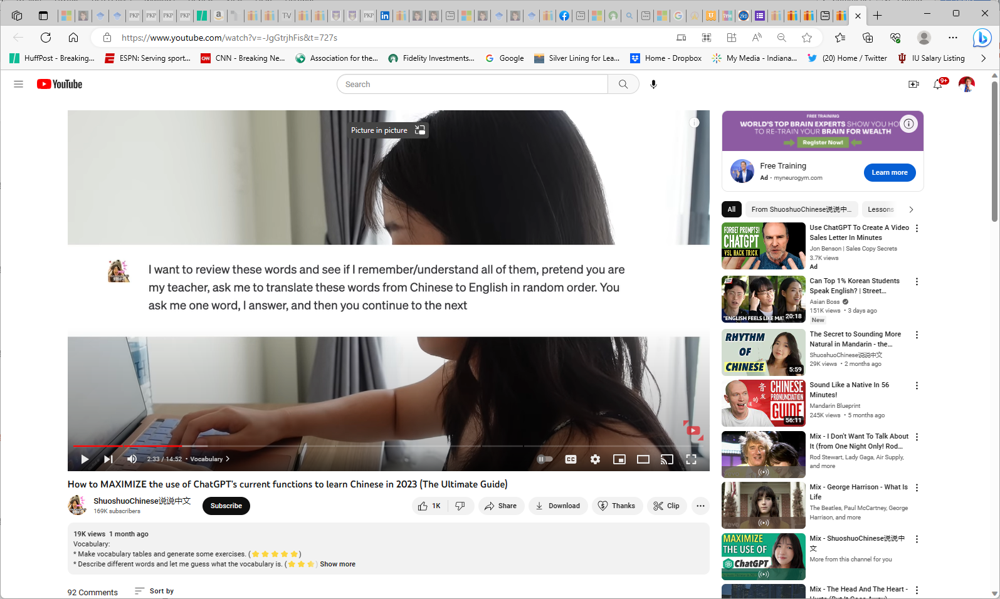 https://www.youtube.com/watch?v=-JgGtrjhFis&t=727s
HuffPost - Breaking...
ESPN: Serving sport...
CNN - Breaking Ne...
Association for the...
Fidelity Investments...
Google
Silver Lining for Lea...
Home - Dropbox
My Media - Indiana...
(20) Home / Twitter
IU Salary Listing
YouTube
Search
9+
Picture in picture
I want to review these words and see if I remember/understand all of them, pretend you are
my teacher, ask me to translate these words from Chinese to English in random order. You
ask me one word, I answer, and then you continue to the next
2:33 / 14:52 • Vocabulary
CC
How to MAXIMIZE the use of ChatGPT's current functions to learn Chinese in 2023 (The Ultimate Guide)
ShuoshuoChinese说说中文
169K subscribers
Subscribe
1K
Share
Download
Thanks
Clip
19K views 1 month ago
Vocabulary:
* Make vocabulary tables and generate some exercises. (⭐⭐⭐⭐⭐)
* Describe different words and let me guess what the vocabulary is. (⭐⭐⭐) Show more
92 Comments
Sort by
FREE TRAINING
WORLD'S TOP BRAIN EXPERTS SHOW YOU HO
TO RE-TRAIN YOUR BRAIN FOR WEALTH
Register Now!
Free Training
Ad · myneurogym.com
Learn more
All
From ShuoshuoChinese说说中...
Lessons
FORGET PROMPTS!
CHATGPT
VSL HACK TRICK
Use ChatGPT To Create A Video
Sales Letter In Minutes
Jon Benson | Sales Copy Secrets
3.7K views
Ad
"ENGLISH FEELS LIKE MAT
20:18
Can Top 1% Korean Students
Speak English? | Street...
Asian Boss
151K views • 3 days ago
New
RHYTHM
OF
CHINESE
5:59
The Secret to Sounding More
Natural in Mandarin - the...
ShuoshuoChinese说说中文
29K views • 2 months ago
音
发
的
CHINESE
PRONUNCIATION
GUIDE
56:11
Sound Like a Native In 56
Minutes!
Mandarin Blueprint
245K views • 5 months ago
Mix - I Don't Want To Talk About
It (from One Night Only! Rod...
Rod Stewart, Lady Gaga, Air Supply,
and more
vevo
Mix - George Harrison - What Is
Life
The Beatles, Paul McCartney, George
Harrison, and more
MAXIMIZE
THE USE OF
ChatGPT
Mix - ShuoshuoChinese说说中
文
More from this channel for you
Mix - The Head And The Heart -